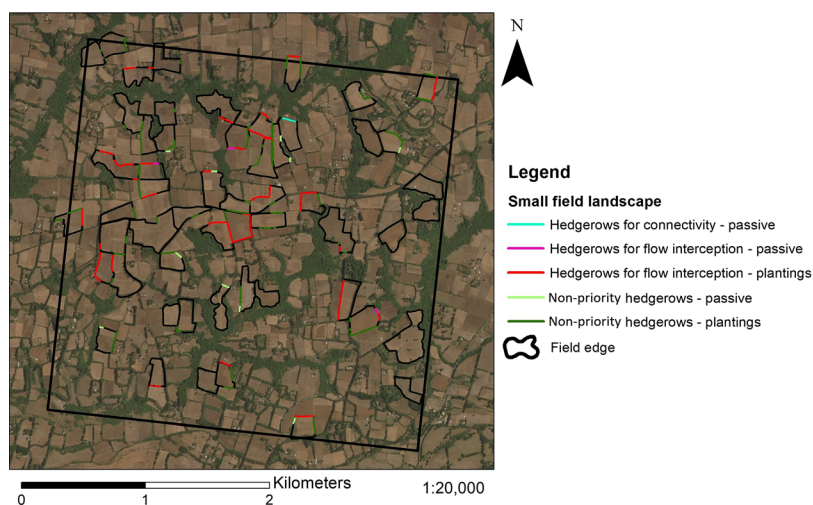 N
Legend
Small field landscape
Hedgerows for connectivity - passive
Hedgerows for flow interception - passive
Hedgerows for flow interception - plantings
Non-priority hedgerows - passive
Non-priority hedgerows - plantings
Field edge
Kilometers
0 1 2
1:20,000